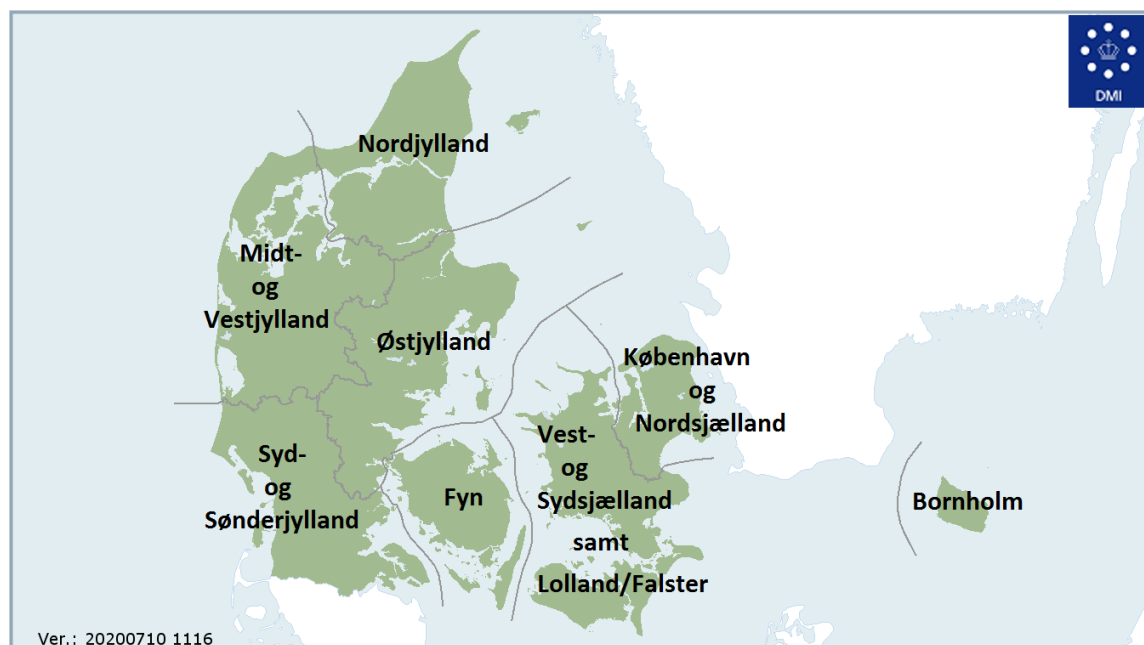 DMI
Nordjylland
Midt-
og
Vestjylland
Østjylland
København
og
Nordsjælland
Vest-
og
Sydsjælland
samt
Lolland/Falster
Syd-
og
Sønderjylland
Fyn
Bornholm
Ver.: 20200710 1116